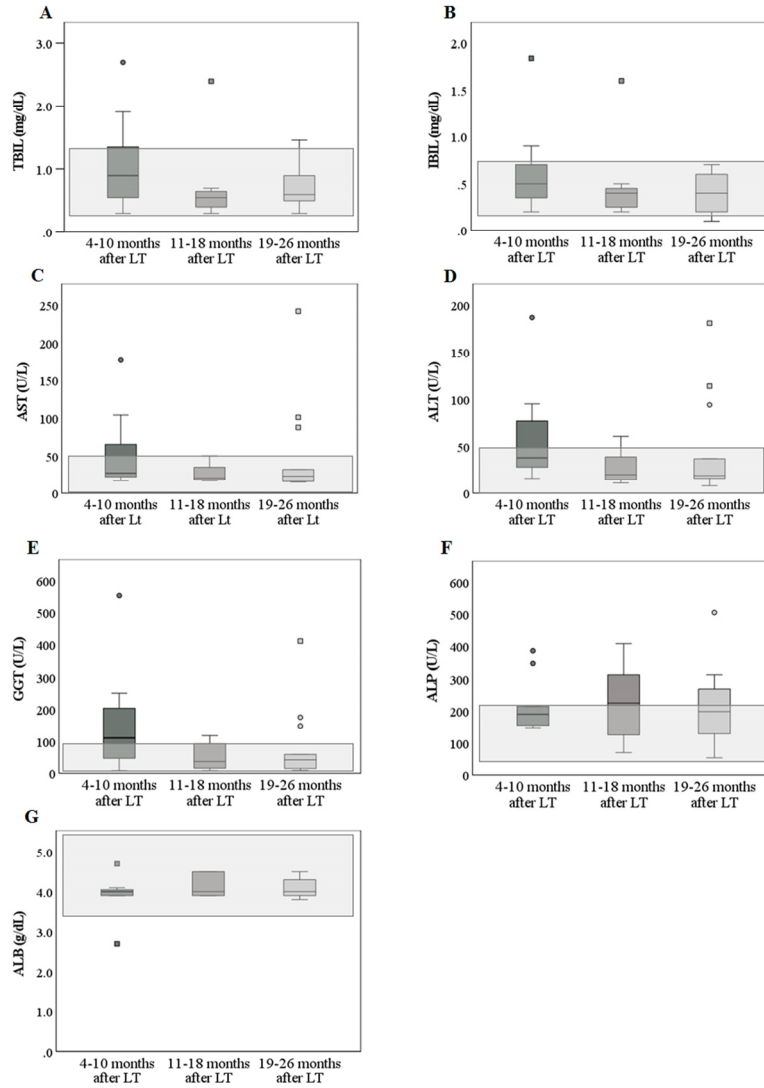 A
TBIL (mg/dL)
3.0
2.0
1.0
.0
4-10 months 11-18 months 19-26 months
after LT after LT after LT
B
IBIL (mg/dL)
2.0
1.5
1.0
.5
.0
4-10 months 11-18 months 19-26 months
after LT after LT after LT
C
AST (U/L)
250
200
150
100
50
0
4-10 months 11-18 months 19-26 months
after Lt after Lt after Lt
D
ALT (U/L)
200
150
100
50
0
4-10 months 11-18 months 19-26 months
after LT after LT after LT
E
GGT (U/L)
600
500
400
300
200
100
0
4-10 months 11-18 months 19-26 months
after LT after LT after LT
F
ALP (U/L)
600
500
400
300
200
100
0
4-10 months 11-18 months 19-26 months
after LT after LT after LT
G
ALB (g/dL)
5.0
4.0
3.0
2.0
1.0
.0
4-10 months 11-18 months 19-26 months
after LT after LT after LT